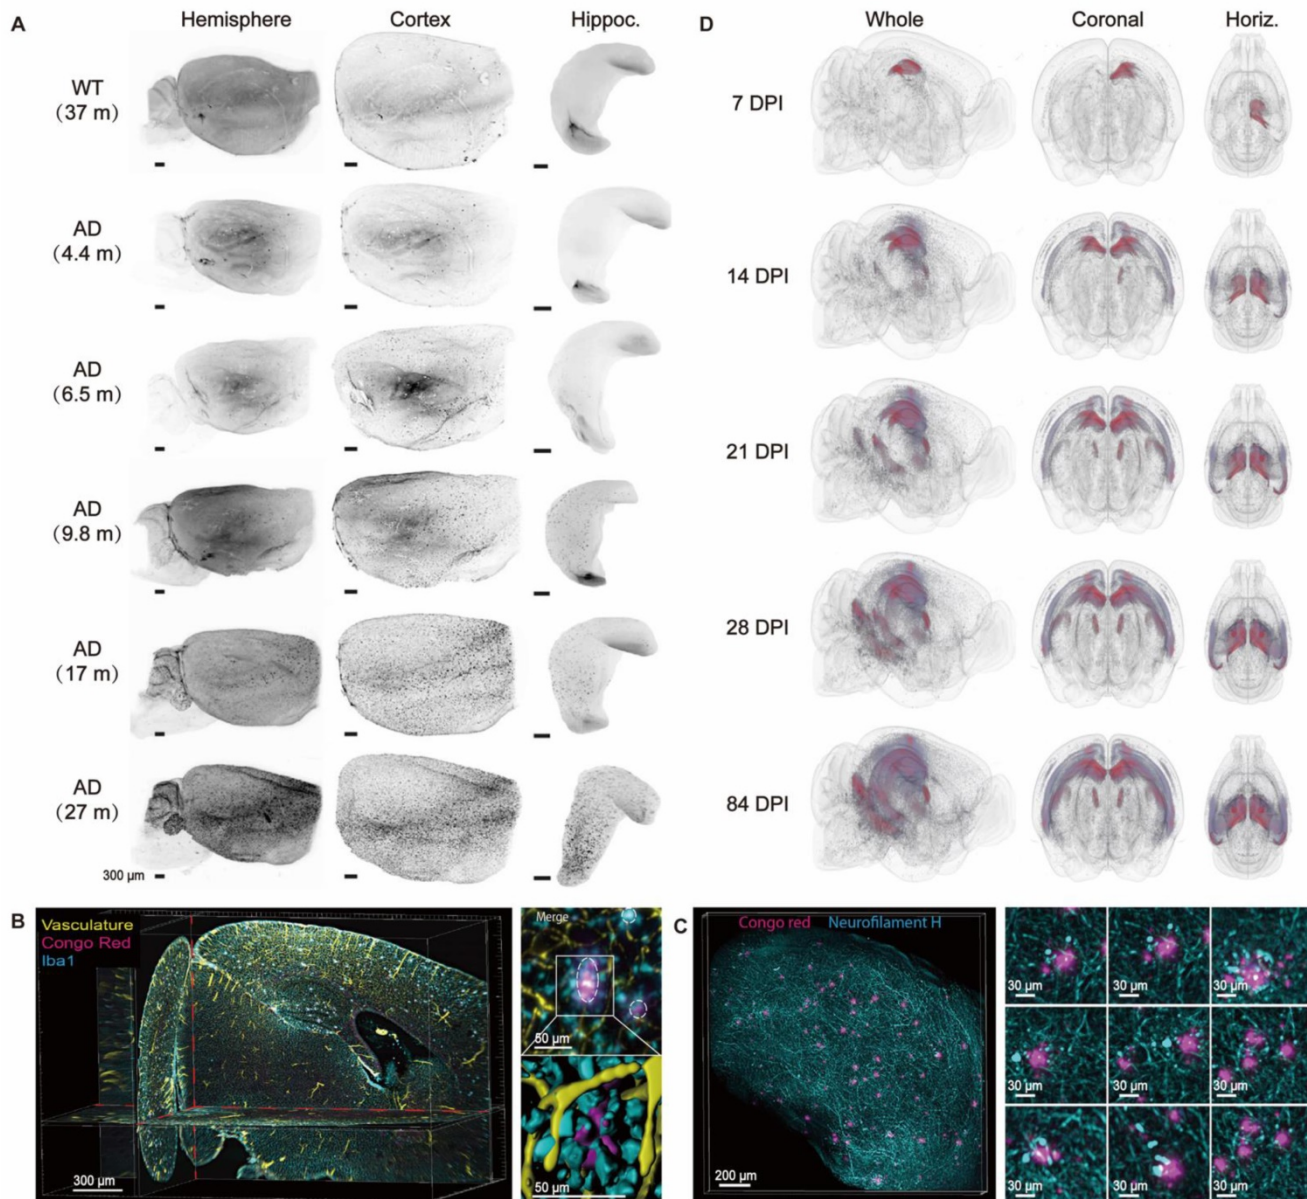 A
Hemisphere
Cortex
Hippoc.
WT
(37 m)
AD
(4.4 m)
AD
(6.5 m)
AD
(9.8 m)
AD
(17 m)
AD
(27 m)
300 µm
D
Whole
Coronal
Horiz.
7 DPI
14 DPI
21 DPI
28 DPI
84 DPI
B
Vasculature
Congo Red
Iba1
300 µm
Merge
50 µm
50 µm
C
Congo red
Neurofilament H
200 µm
30 µm
30 µm
30 µm
30 µm
30 µm
30 µm
30 µm
30 µm
30 µm